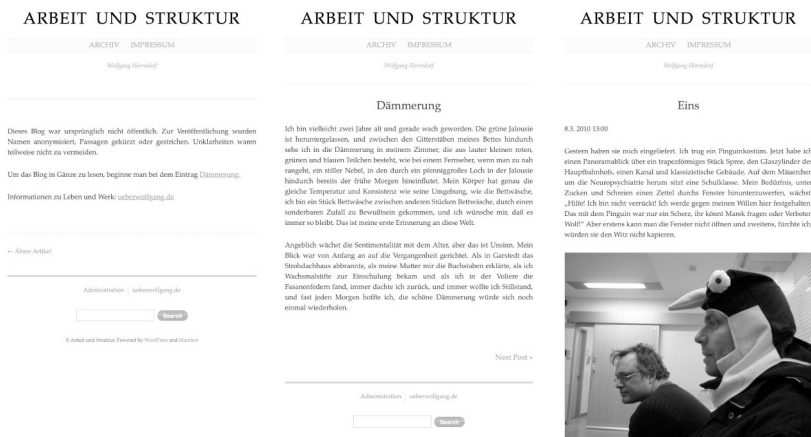 ARBEIT UND STRUKTUR
ARCHIV IMPRESSUM
Wolfgang Herrndorf
Dieses Blog war ursprünglich nicht öffentlich. Zur Veröffentlichung wurden
Namen anonymisiert, Passagen gekürzt oder gestrichen. Unklarheiten waren
teilweise nicht zu vermeiden.
Um das Blog in Gänze zu lesen, beginne man bei dem Eintrag Dämmerung.
Informationen zu Leben und Werk: ueberwolfgang.de
← Ältere Artikel
Administration | ueberwolfgang.de
Search
© Arbeit und Struktur. Powered by WordPress and Manifest
ARBEIT UND STRUKTUR
ARCHIV IMPRESSUM
Wolfgang Herrndorf
Dämmerung
Ich bin vielleicht zwei Jahre alt und gerade wach geworden. Die grüne Jalousie
ist heruntergelassen, und zwischen den Gitterstäben meines Bettes hindurch
sehe ich in die Dämmerung in meinem Zimmer, die aus lauter kleinen roten,
grünen und blauen Teilchen besteht, wie bei einem Fernseher, wenn man zu nah
rangeht, ein stiller Nebel, in den durch ein pfenniggroßes Loch in der Jalousie
hindurch bereits der frühe Morgen hineinflutet. Mein Körper hat genau die
gleiche Temperatur und Konsistenz wie seine Umgebung, wie die Bettwäsche,
ich bin ein Stück Bettwäsche zwischen anderen Stücken Bettwäsche, durch einen
sonderbaren Zufall zu Bewußtsein gekommen, und ich wünsche mir, daß es
immer so bleibt. Das ist meine erste Erinnerung an diese Welt.
Angeblich wächst die Sentimentalität mit dem Alter, aber das ist Unsinn. Mein
Blick war von Anfang an auf die Vergangenheit gerichtet. Als in Garstedt das
Strohdachhaus abbrannte, als meine Mutter mir die Buchstaben erklärte, als ich
Wachsmalstifte zur Einschulung bekam und als ich in der Voliere die
Fasanenfedern fand, immer dachte ich zurück, und immer wollte ich Stillstand,
und fast jeden Morgen hoffte ich, die schöne Dämmerung würde sich noch
einmal wiederholen.
Next Post »
Administration | ueberwolfgang.de
Search
ARBEIT UND STRUKTUR
ARCHIV IMPRESSUM
Wolfgang Herrndorf
Eins
8.3. 2010 13:00
Gestern haben sie mich eingeliefert. Ich trug ein Pinguinkostüm. Jetzt habe ich
einen Panoramablick über ein trapezförmiges Stück Spree, den Glaszylinder des
Hauptbahnhofs, einen Kanal und klassizistische Gebäude. Auf dem Mäuerchen
um die Neuropsychiatrie herum sitzt eine Schulklasse. Mein Bedürfnis, unter
Zucken und Schreien einen Zettel durchs Fenster hinunterzuwerfen, wächst
„Hilfe! Ich bin nicht verrückt! Ich werde gegen meinen Willen hier festgehalten
Das mit dem Pinguin war nur ein Scherz, ihr könnt Marek fragen oder Verboten
Wolf!“ Aber erstens kann man die Fenster nicht öffnen und zweitens, fürchte ich,
würden sie den Witz nicht kapieren.